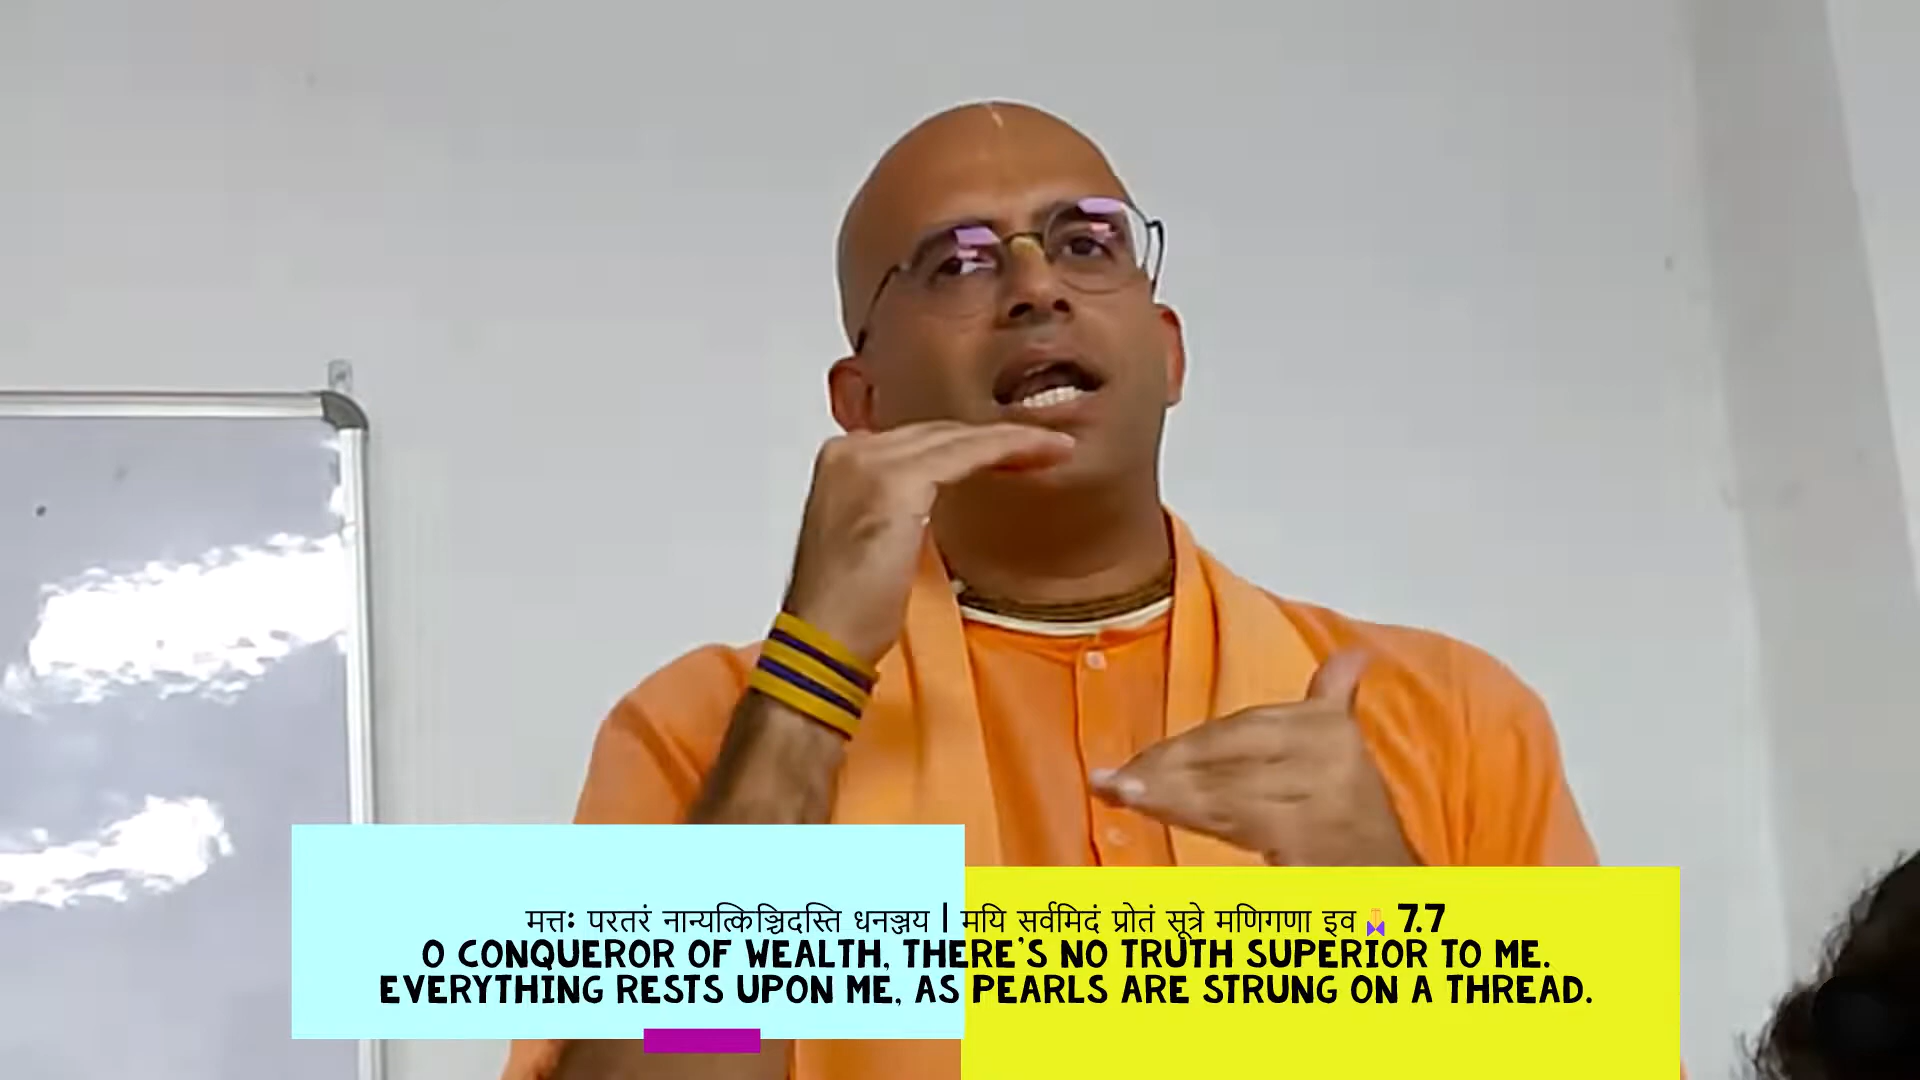 मत्तः परतरं नान्यत्किञ्चिदस्ति धनञ्जय | मयि सर्वमिदं प्रोतं सूत्रे मणिगणा इव🙏 7.7
O CONQUEROR OF WEALTH, THERE'S NO TRUTH SUPERIOR TO ME.
EVERYTHING RESTS UPON ME, AS PEARLS ARE STRUNG ON A THREAD.